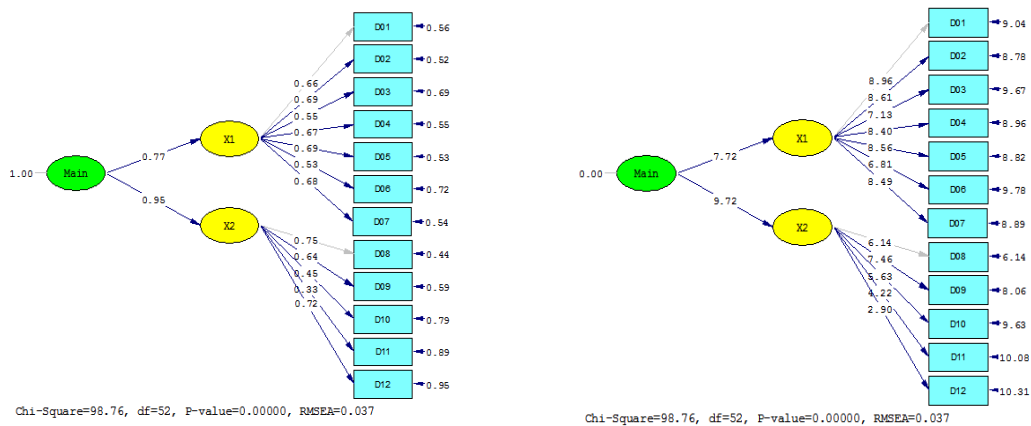 D01
0.56
D02
0.52
D03
0.69
D04
0.55
D05
0.53
D06
0.72
D07
0.54
D08
0.44
D09
0.59
D10
0.79
D11
0.89
D12
0.95
0.66
0.69
0.55
0.67
0.69
0.53
0.68
0.75
0.64
0.45
0.33
0.72
X1
X2
0.77
0.95
Main
1.00
Chi-Square=98.76, df=52, P-value=0.00000, RMSEA=0.037
D01
9.04
D02
8.78
D03
9.67
D04
8.96
D05
8.82
D06
9.78
D07
8.89
D08
6.14
D09
8.06
D10
9.63
D11
10.08
D12
10.31
8.96
8.61
7.13
8.40
8.56
6.81
8.49
6.14
7.46
5.63
4.22
2.90
X1
X2
7.72
9.72
Main
0.00
Chi-Square=98.76, df=52, P-value=0.00000, RMSEA=0.037